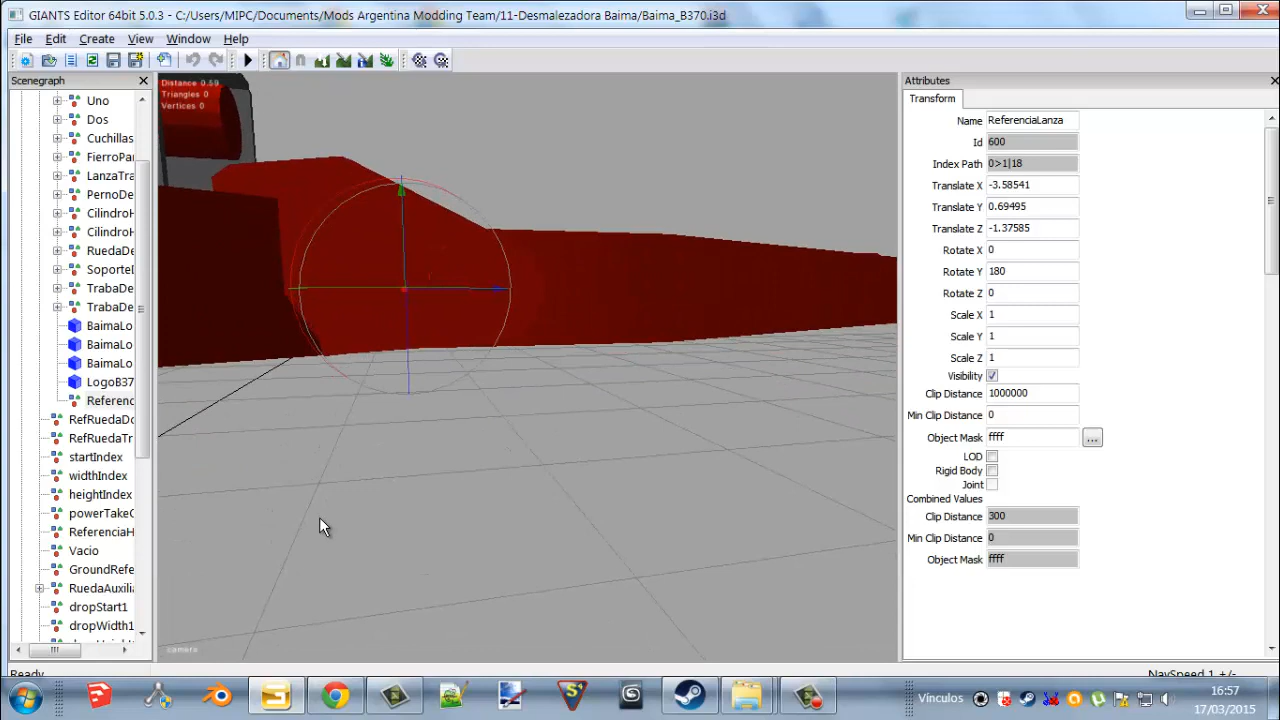 GIANTS Editor 64bit 5.0.3 - C:/Users/MIPC/Documents/Mods Argentina Modding Team/11-Desmalezadora Baima/Baima_B370.i3d
File Edit Create View Window Help
Scenegraph
Uno
Dos
Cuchillas
FierroPar
LanzaTra
PernoDe
CilindroH
CilindroH
RuedaDe
SoporteD
TrabaDe
TrabaDe
BaimaLo
BaimaLo
BaimaLo
LogoB37
Referenc
RefRuedaDo
RefRuedaTr
startIndex
widthIndex
heightIndex
powerTakeC
ReferenciaH
Vacio
GroundRefe
RuedaAuxilia
dropStart1
dropWidth1
Distance 0.59
Triangles 0
Vertices 0
camera
Attributes
Transform
Name ReferenciaLanza
Id 600
Index Path 0>1|18
Translate X -3.58541
Translate Y 0.69495
Translate Z -1.37585
Rotate X 0
Rotate Y 180
Rotate Z 0
Scale X 1
Scale Y 1
Scale Z 1
Visibility
Clip Distance 1000000
Min Clip Distance 0
Object Mask ffff ...
LOD
Rigid Body
Joint
Combined Values
Clip Distance 300
Min Clip Distance 0
Object Mask ffff
Ready
NavSpeed 1 +/-
Vínculos
16:57
17/03/2015